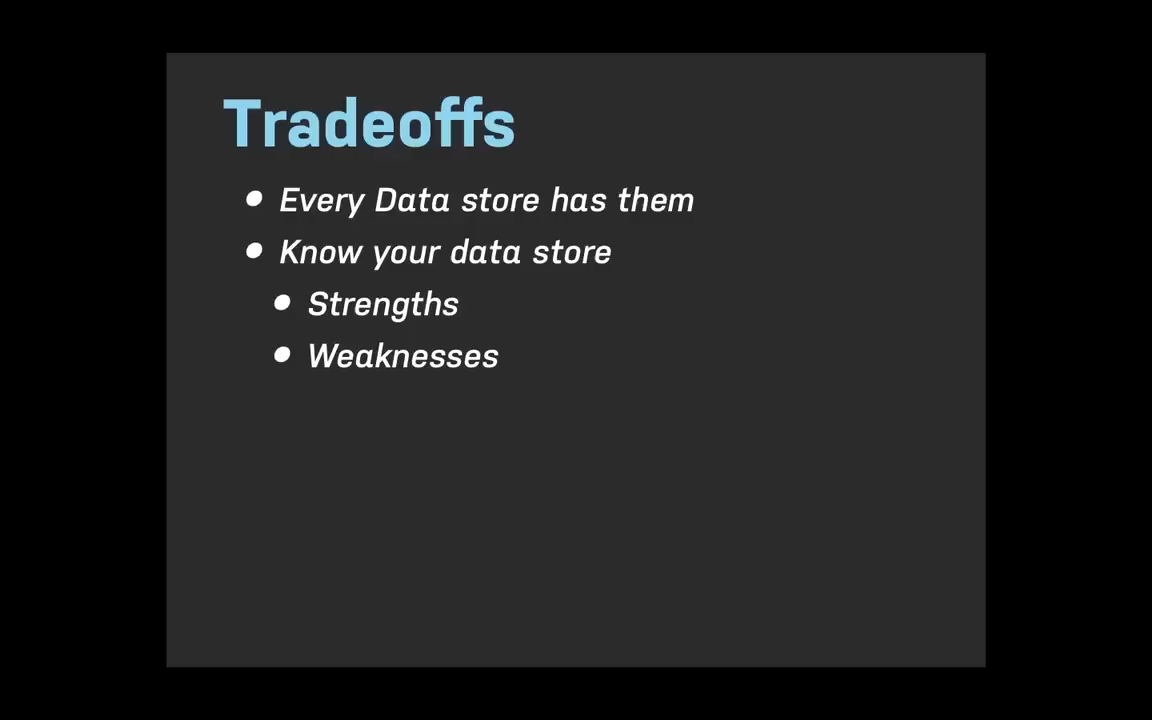 Tradeoffs
• Every Data store has them
• Know your data store
• Strengths
• Weaknesses